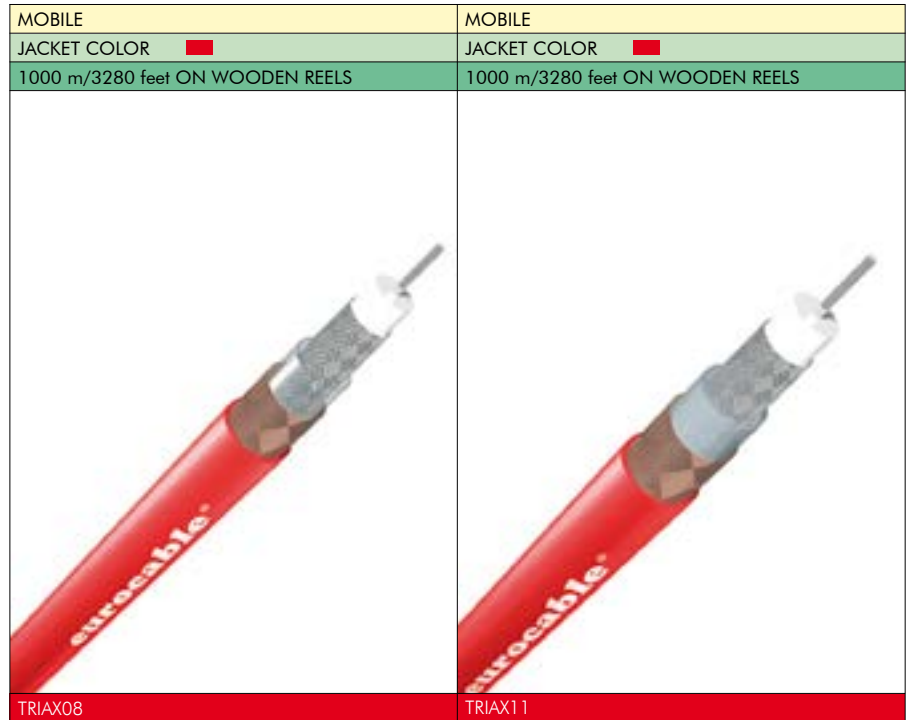 MOBILE
JACKET COLOR
1000 m/3280 feet ON WOODEN REELS
eurocable®
TRIAX08
MOBILE
JACKET COLOR
1000 m/3280 feet ON WOODEN REELS
eurocable®
TRIAX11